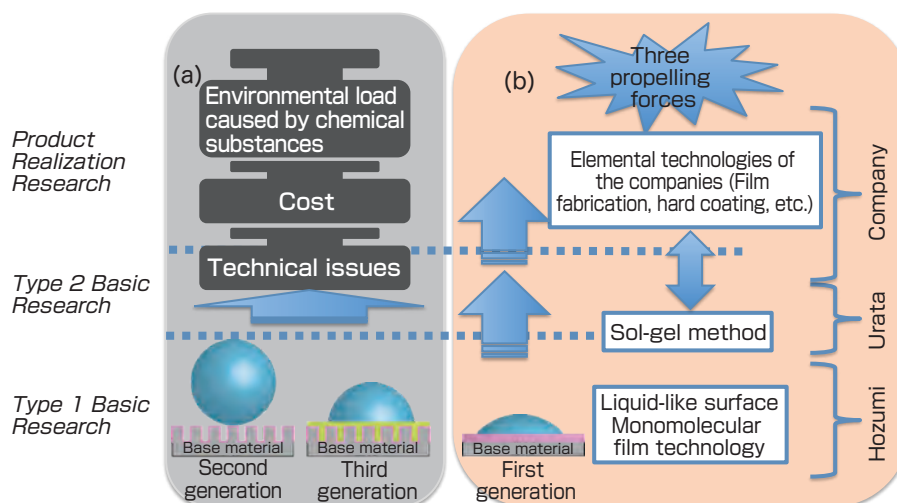 Product
Realization
Research
Type 2 Basic
Research
Type 1 Basic
Research
(a)
Environmental load
caused by chemical
substances
Cost
Technical issues
Base material
Second
generation
Base material
Third
generation
(b)
Three
propelling
forces
Elemental technologies of
the companies (Film
fabrication, hard coating, etc.)
Sol-gel method
Liquid-like surface
Monomolecular
film technology
Base material
First
generation
Company
Urata
Hozumi